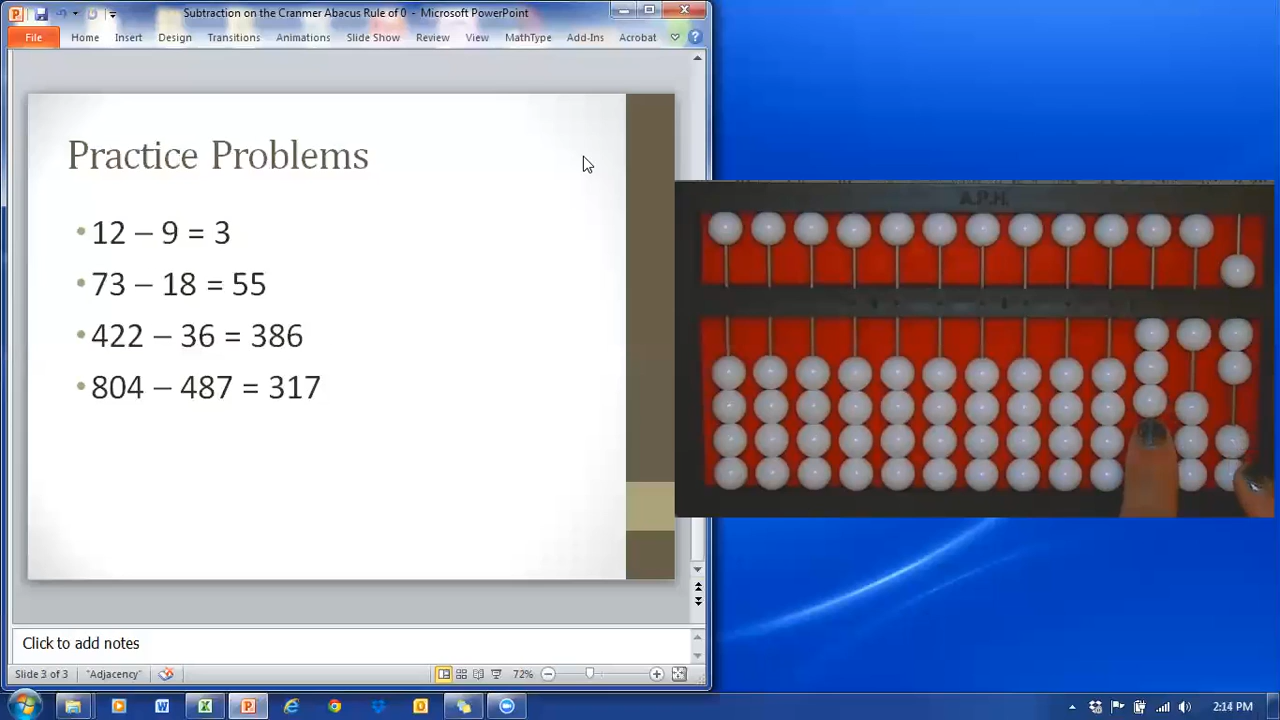 Subtraction on the Cranmer Abacus Rule of 0 - Microsoft PowerPoint
File Home Insert Design Transitions Animations Slide Show Review View MathType Add-Ins Acrobat
Practice Problems
• 12 – 9 = 3
• 73 – 18 = 55
• 422 – 36 = 386
• 804 – 487 = 317
A.P.H.
Click to add notes
Slide 3 of 3 "Adjacency" 72%
2:14 PM